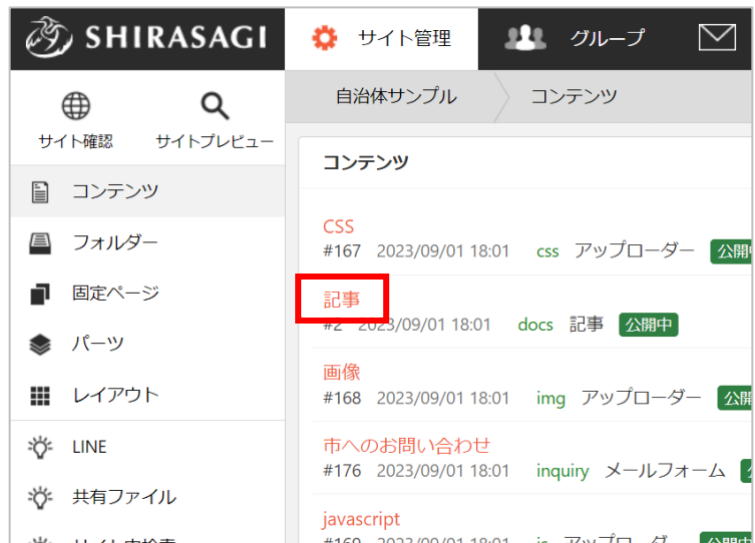 SHIRASAGI
サイト管理
グループ
サイト確認
サイトプレビュー
自治体サンプル
コンテンツ
コンテンツ
フォルダー
固定ページ
パーツ
レイアウト
LINE
共有ファイル
コンテンツ
CSS
#167 2023/09/01 18:01 css アップローダー 公開
記事
#2 2023/09/01 18:01 docs 記事 公開中
画像
#168 2023/09/01 18:01 img アップローダー 公開
市へのお問い合わせ
#176 2023/09/01 18:01 inquiry メールフォーム
javascript